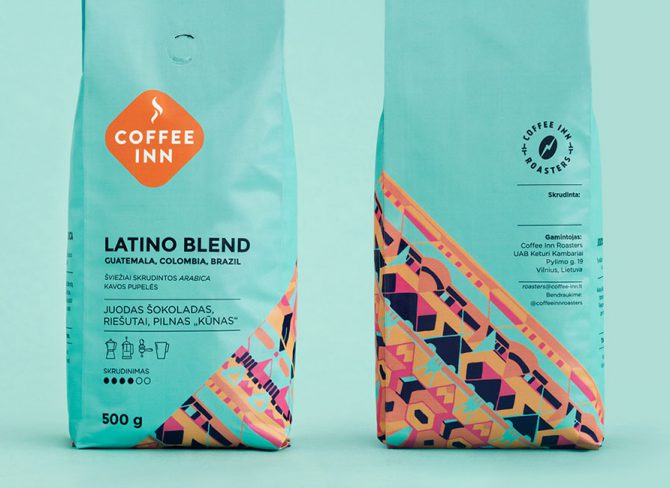 COFFEE
INN
LATINO BLEND
GUATEMALA, COLOMBIA, BRAZIL
ŠVIEŽIAI SKRUDINTOS ARABICA
KAVOS PUPELĖS
JUODAS ŠOKOLADAS,
RIEŠUTAI, PILNAS „KŪNAS“
SKRUDINIMAS
500 g
COFFEE INN
ROASTERS
Skrudinta:
Gamintojas:
Coffee Inn Roasters
UAB Keturi Kambariai
Pylimo g. 19
Vilnius, Lietuva
roasters@coffee-inn.lt
Bendraukime:
@coffeeinnroasters